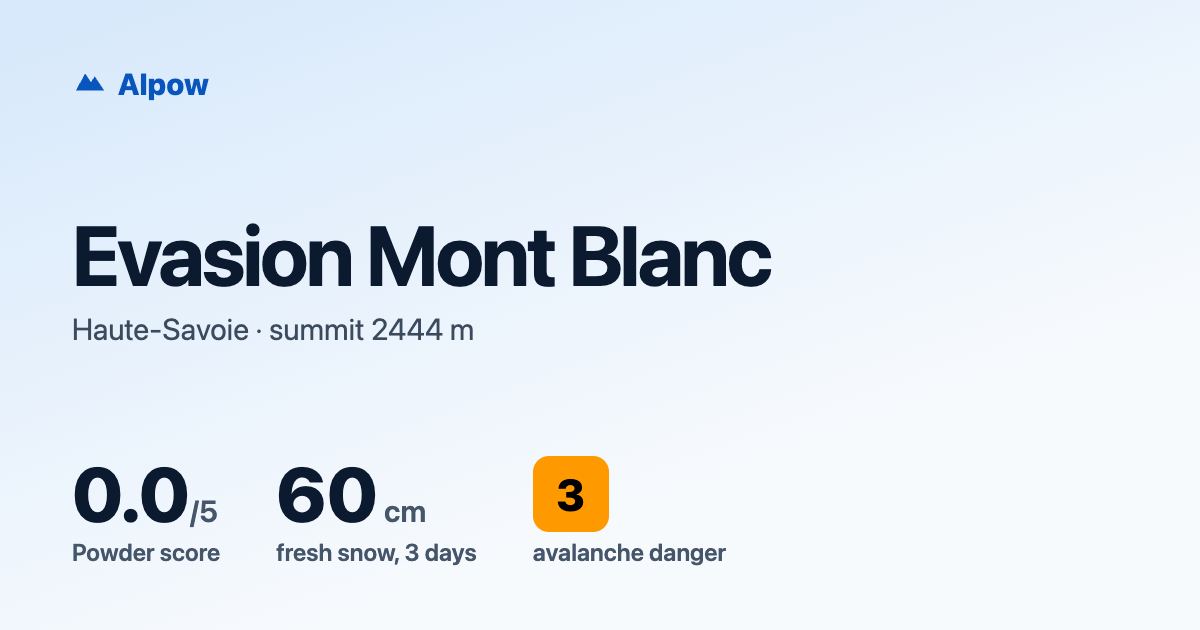 Alpow
Evasion Mont Blanc
Haute-Savoie · summit 2444 m
0.0/5 60 cm 3
Powder score fresh snow, 3 days avalanche danger